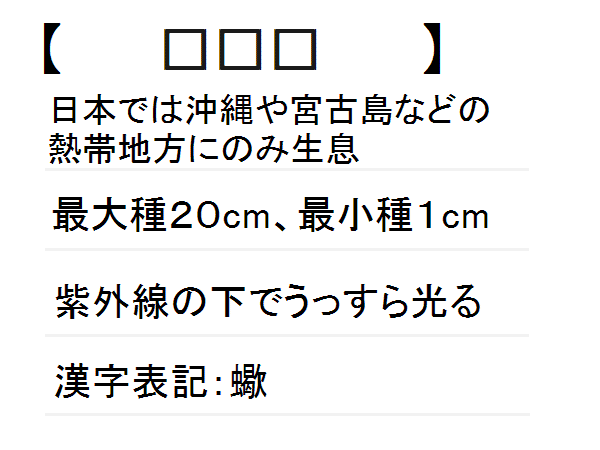 【 □□□ 】
日本では沖縄や宮古島などの
熱帯地方にのみ生息
最大種20cm、最小種1cm
紫外線の下でうっすら光る
漢字表記:蠍